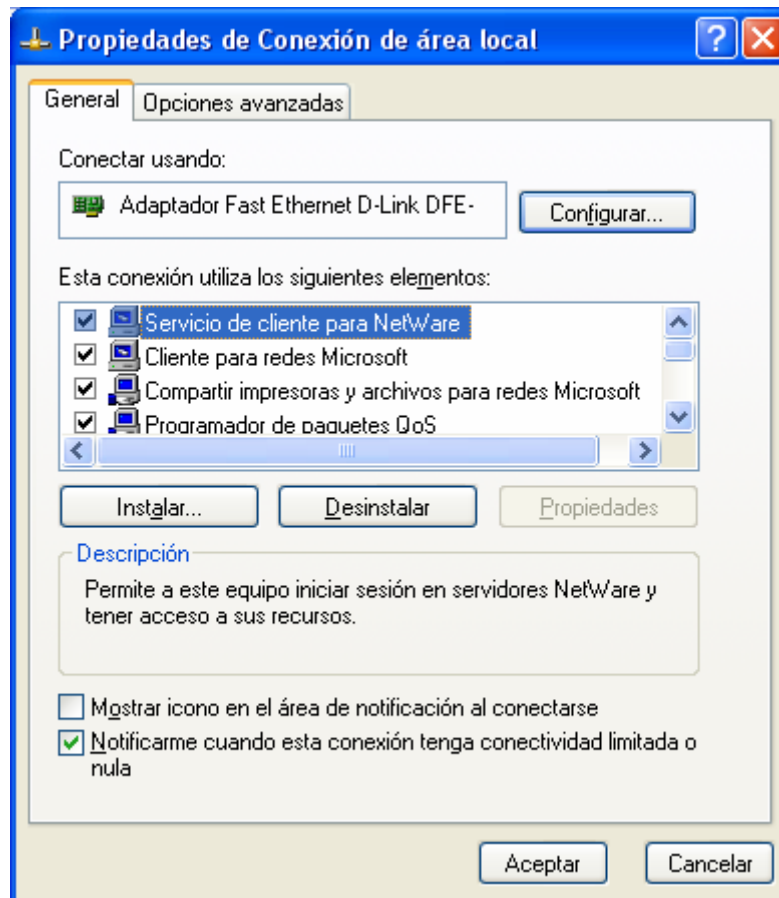 Propiedades de Conexión de área local
General
Opciones avanzadas
Conectar usando:
Adaptador Fast Ethernet D-Link DFE-
Configurar...
Esta conexión utiliza los siguientes elementos:
Servicio de cliente para NetWare
Cliente para redes Microsoft
Compartir impresoras y archivos para redes Microsoft
Programador de paquetes QoS
Instalar...
Desinstalar
Propiedades
Descripción
Permite a este equipo iniciar sesión en servidores NetWare y
tener acceso a sus recursos.
Mostrar icono en el área de notificación al conectarse
Notificarme cuando esta conexión tenga conectividad limitada o
nula
Aceptar
Cancelar